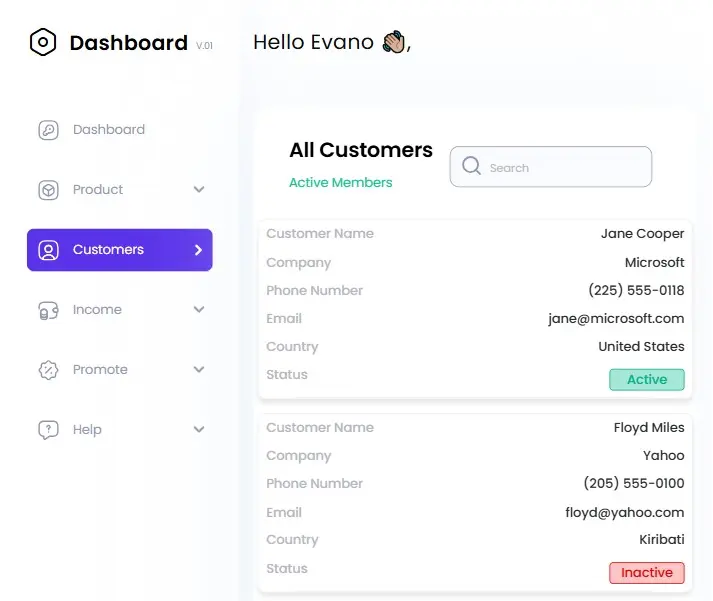 Dashboard v.01
Dashboard
Product
Customers
Income
Promote
Help
Hello Evano 👋🏽,
All Customers
Active Members
Search
Customer Name Jane Cooper
Company Microsoft
Phone Number (225) 555-0118
Email jane@microsoft.com
Country United States
Status Active
Customer Name Floyd Miles
Company Yahoo
Phone Number (205) 555-0100
Email floyd@yahoo.com
Country Kiribati
Status Inactive